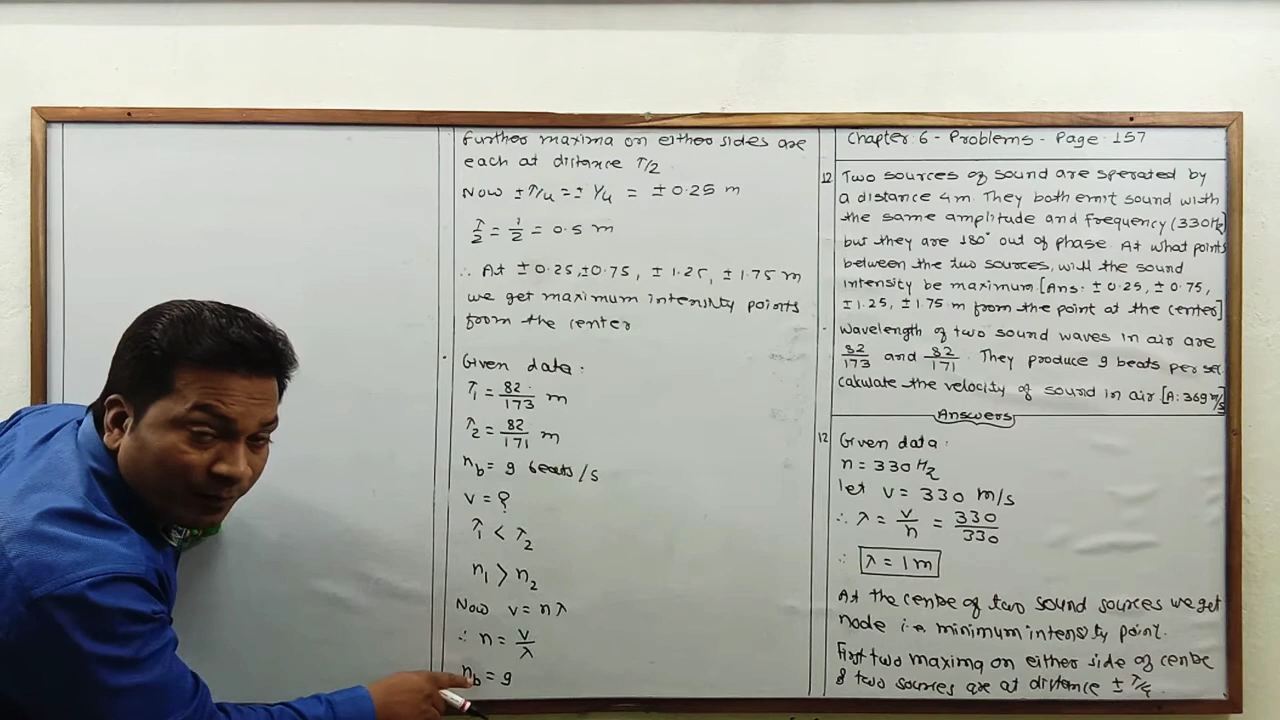 Chapter 6 - Problems - Page 157
12 Two sources of sound are sperated by
a distance 4m. They both emit sound with
the same amplitude and frequency (330Hz)
but they are 180° out of phase. At what points
between the two sources, will the sound
intensity be maximum. [Ans: ±0.25, ±0.75,
±1.25, ±1.75 m from the point at the center]
Wavelength of two sound waves in air are
82/173 and 82/171. They produce 9 beats per sec.
calculate the velocity of sound in air [A: 369 m/s]
Answers
12 Given data:
n = 330 Hz
let v = 330 m/s
∴ λ = v/n = 330/330
∴ λ = 1m
At the centre of two sound sources we get
node i.e. minimum intensity point.
First two maxima on either side of centre
& two sources are at distance ± λ/4
Further maxima on either sides are
each at distance λ/2
Now ± λ/4 = ± 1/4 = ± 0.25 m
λ/2 = 1/2 = 0.5 m
∴ At ±0.25, ±0.75, ±1.25, ±1.75 m
we get maximum intensity points
from the center
Given data:
λ1 = 82/173 m
λ2 = 82/171 m
nb = 9 beats/s
v = ?
λ1 < λ2
n1 > n2
Now v = nλ
∴ n = v/λ
nb = 9